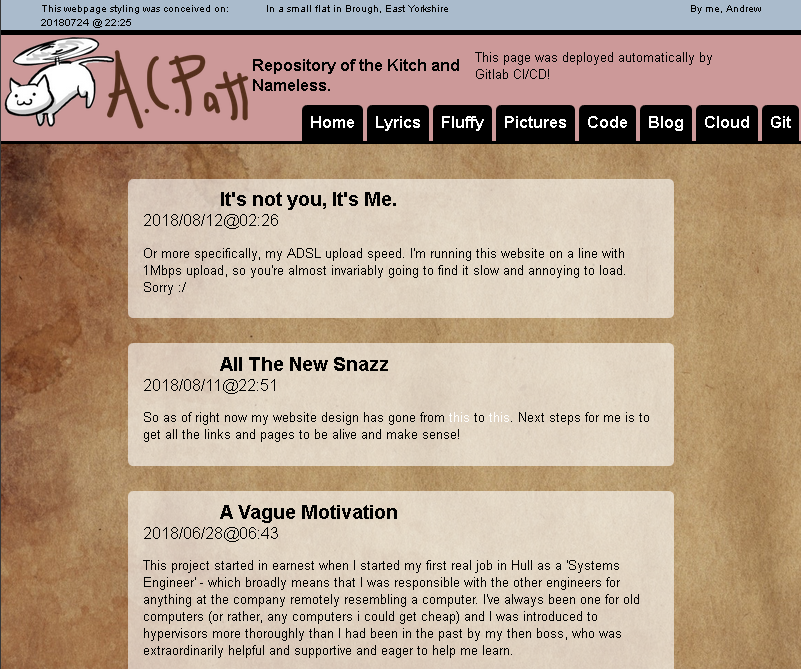 This webpage styling was conceived on:
20180724 @ 22:25
In a small flat in Brough, East Yorkshire
By me, Andrew
A.C.Patt
Repository of the Kitch and
Nameless.
This page was deployed automatically by
Gitlab CI/CD!
Home Lyrics Fluffy Pictures Code Blog Cloud Git
It's not you, It's Me.
2018/08/12@02:26
Or more specifically, my ADSL upload speed. I'm running this website on a line with
1Mbps upload, so you're almost invariably going to find it slow and annoying to load.
Sorry :/
All The New Snazz
2018/08/11@22:51
So as of right now my website design has gone from this to this. Next steps for me is to
get all the links and pages to be alive and make sense!
A Vague Motivation
2018/06/28@06:43
This project started in earnest when I started my first real job in Hull as a 'Systems
Engineer' - which broadly means that I was responsible with the other engineers for
anything at the company remotely resembling a computer. I've always been one for old
computers (or rather, any computers i could get cheap) and I was introduced to
hypervisors more thoroughly than I had been in the past by my then boss, who was
extraordinarily helpful and supportive and eager to help me learn.